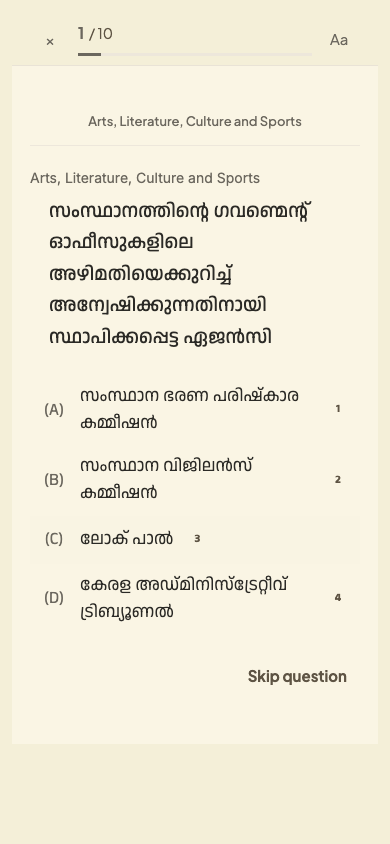 ×
1 / 10
Aa
Arts, Literature, Culture and Sports
Arts, Literature, Culture and Sports
സംസ്ഥാനത്തിന്റെ ഗവണ്മെന്റ്
ഓഫീസുകളിലെ
അഴിമതിയെക്കുറിച്ച്
അന്വേഷിക്കുന്നതിനായി
സ്ഥാപിക്കപ്പെട്ട ഏജൻസി
(A) സംസ്ഥാന ഭരണ പരിഷ്കാര
കമ്മീഷൻ 1
(B) സംസ്ഥാന വിജിലൻസ്
കമ്മീഷൻ 2
(C) ലോക് പാൽ 3
(D) കേരള അഡ്മിനിസ്ട്രേറ്റീവ്
ട്രിബ്യൂണൽ 4
Skip question